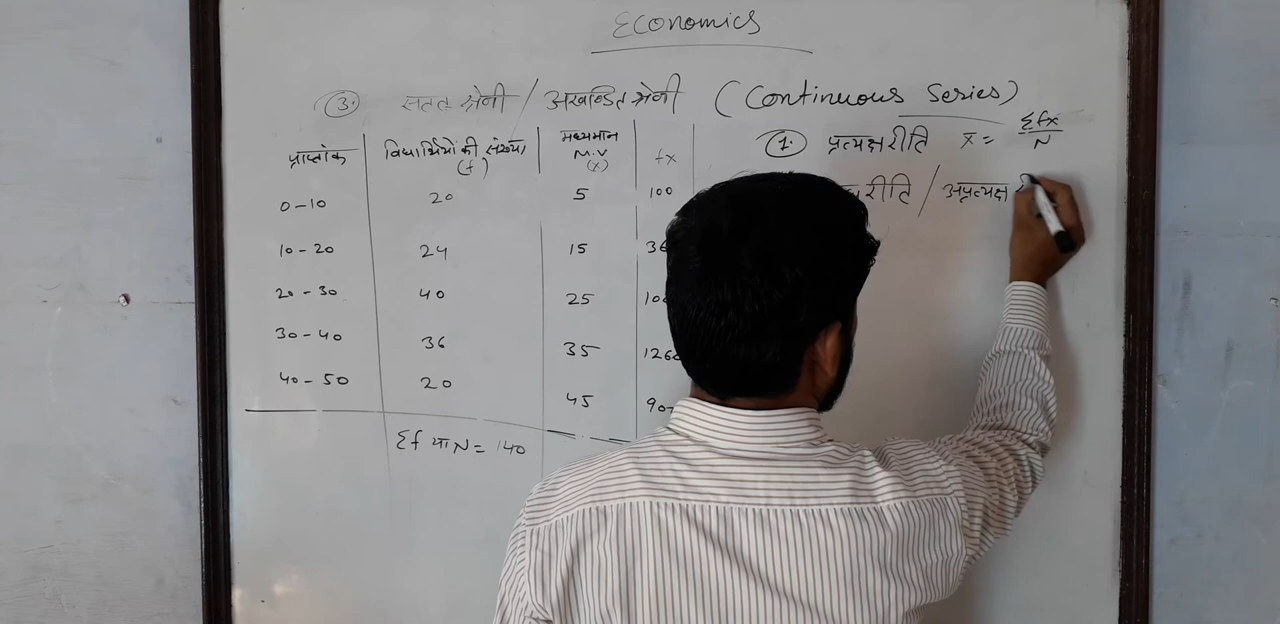 Economics
3. सतत श्रेणी / अखण्डित श्रेणी (Continuous Series)
प्राप्तांक विद्यार्थियों की संख्या (f) मध्यमान M.V (x) fx
1. प्रत्यक्ष रीति x̄ = Σfx/N
रीति / अप्रत्यक्ष
0-10 20 5 100
10-20 24 15
20-30 40 25
30-40 36 35
40-50 20 45
Σf या N = 140